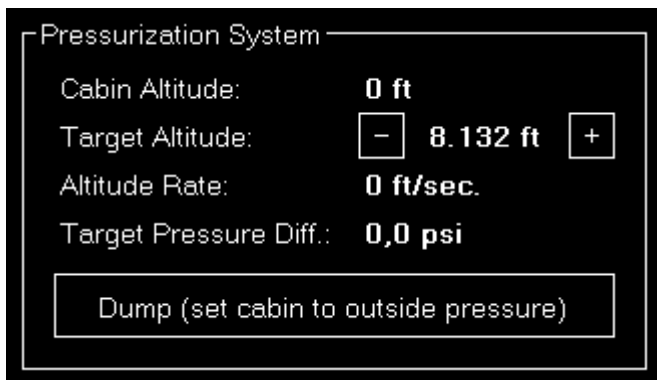 Pressurization System
Cabin Altitude: 0 ft
Target Altitude: - 8.132 ft +
Altitude Rate: 0 ft/sec.
Target Pressure Diff.: 0,0 psi
Dump (set cabin to outside pressure)